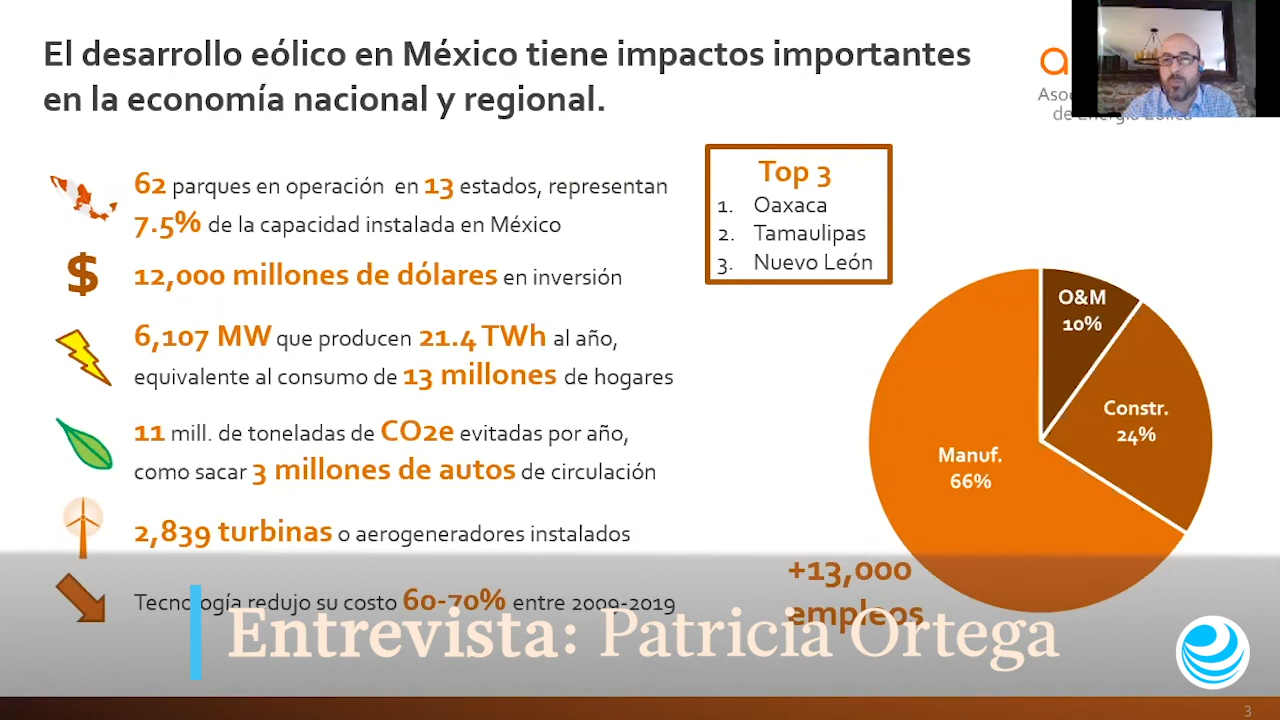 El desarrollo eólico en México tiene impactos importantes
en la economía nacional y regional.
62 parques en operación en 13 estados, representan
7.5% de la capacidad instalada en México
12,000 millones de dólares en inversión
6,107 MW que producen 21.4 TWh al año,
equivalente al consumo de 13 millones de hogares
11 mill. de toneladas de CO2e evitadas por año,
como sacar 3 millones de autos de circulación
2,839 turbinas o aerogeneradores instalados
Tecnología redujo su costo 60-70% entre 2009-2019
Top 3
1. Oaxaca
2. Tamaulipas
3. Nuevo León
O&M
10%
Constr.
24%
Manuf.
66%
+13,000
empleos
Entrevista: Patricia Ortega
3